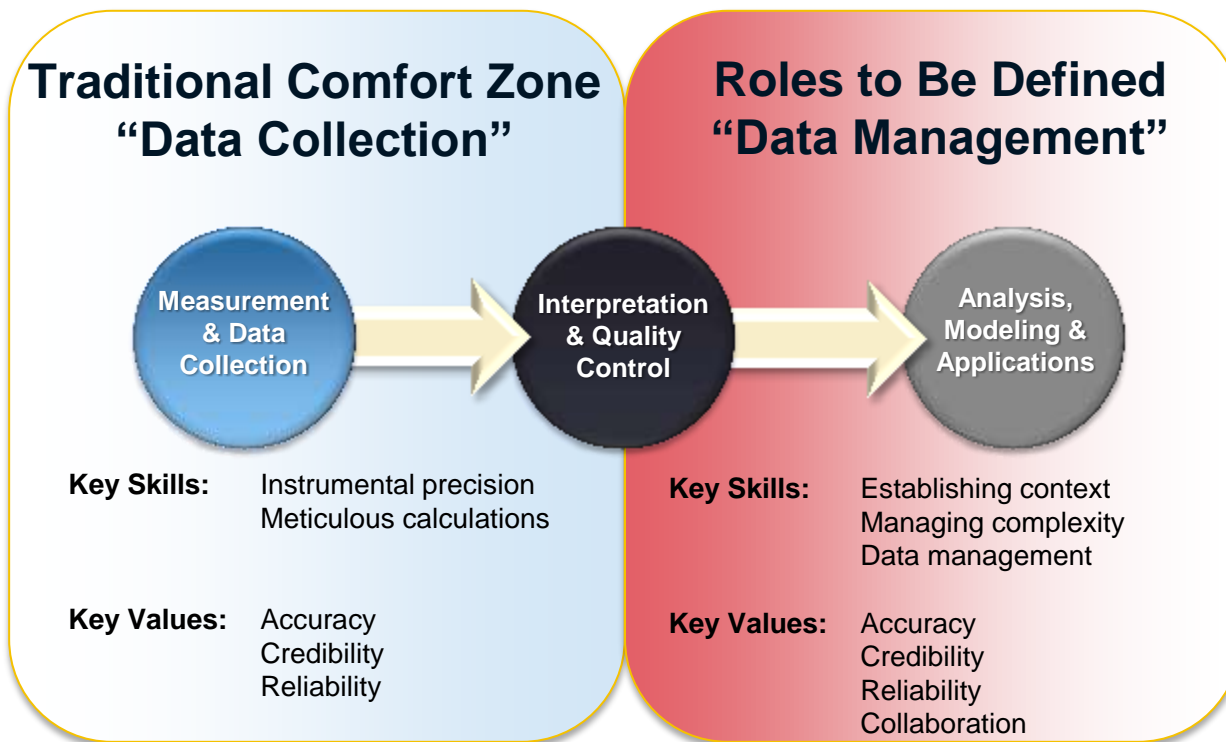 Traditional Comfort Zone
“Data Collection”
Roles to Be Defined
“Data Management”
Measurement
& Data
Collection
Interpretation
& Quality
Control
Analysis,
Modeling &
Applications
Key Skills: Instrumental precision
Meticulous calculations
Key Values: Accuracy
Credibility
Reliability
Key Skills: Establishing context
Managing complexity
Data management
Key Values: Accuracy
Credibility
Reliability
Collaboration